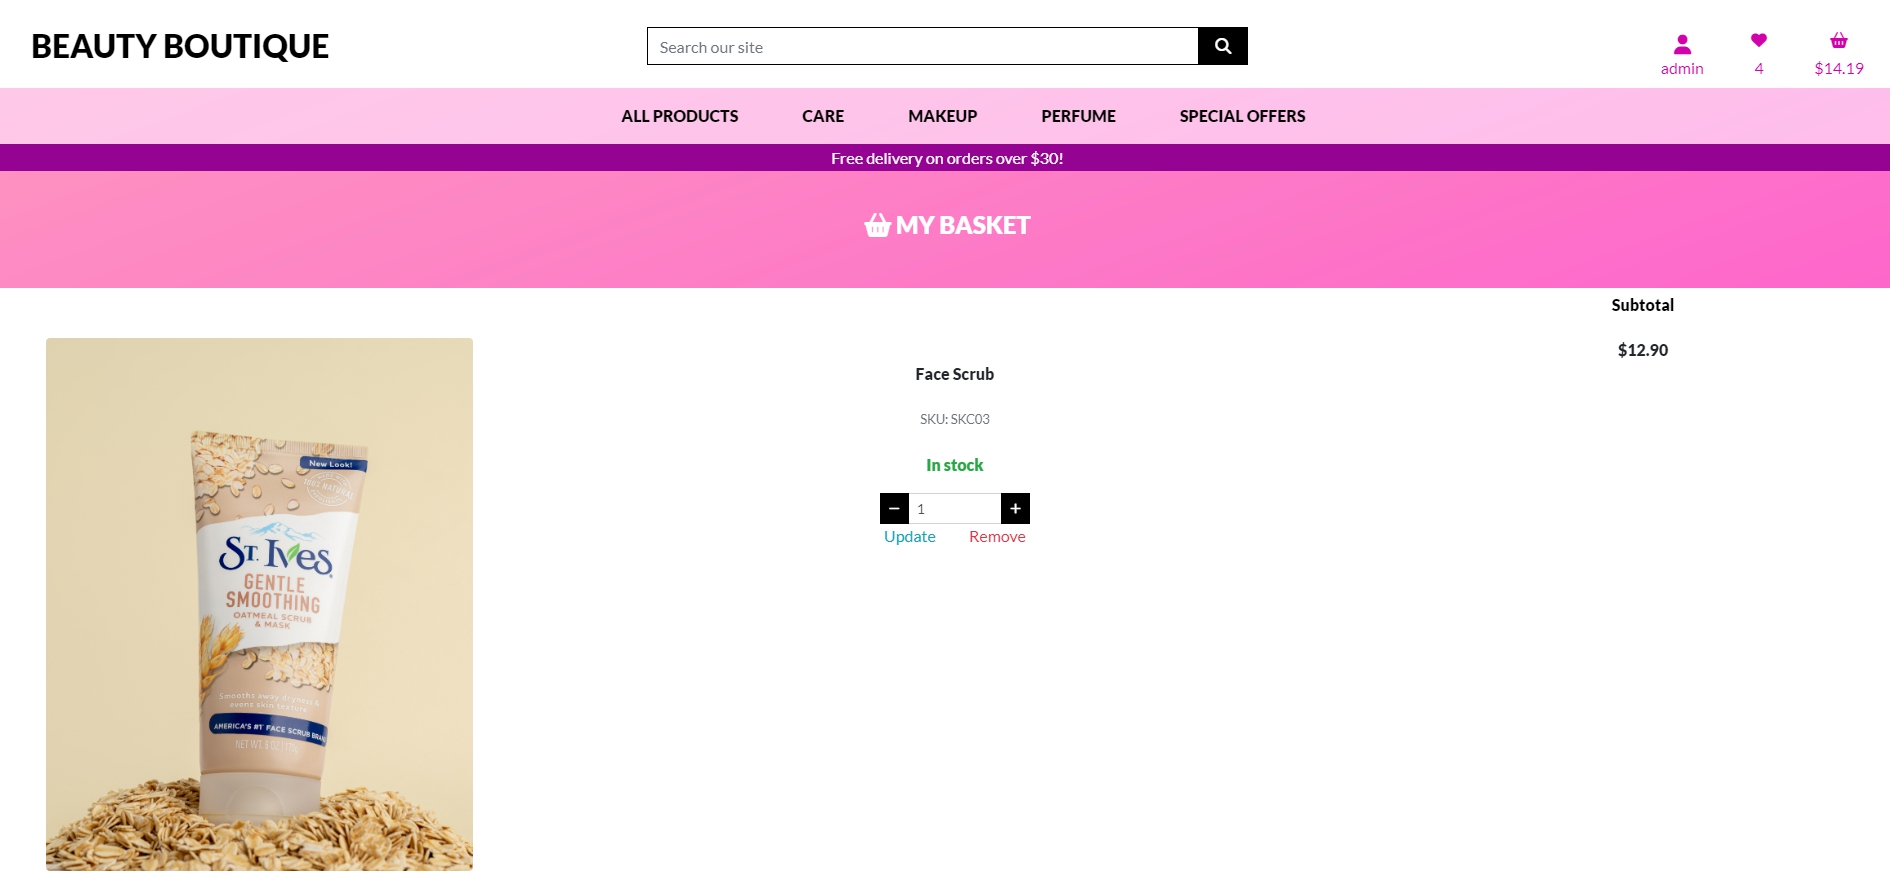 BEAUTY BOUTIQUE
Search our site
admin
4
$14.19
ALL PRODUCTS
CARE
MAKEUP
PERFUME
SPECIAL OFFERS
Free delivery on orders over $30!
MY BASKET
Subtotal
$12.90
Face Scrub
SKU: SKC03
In stock
1
Update
Remove
New Look!
100% NATURAL
ST. IVES
GENTLE
SMOOTHING
OATMEAL SCRUB
& MASK
Smooths away dryness &
evens skin texture
AMERICA'S #1 FACE SCRUB BRAND
NET WT. 6 OZ | 170g